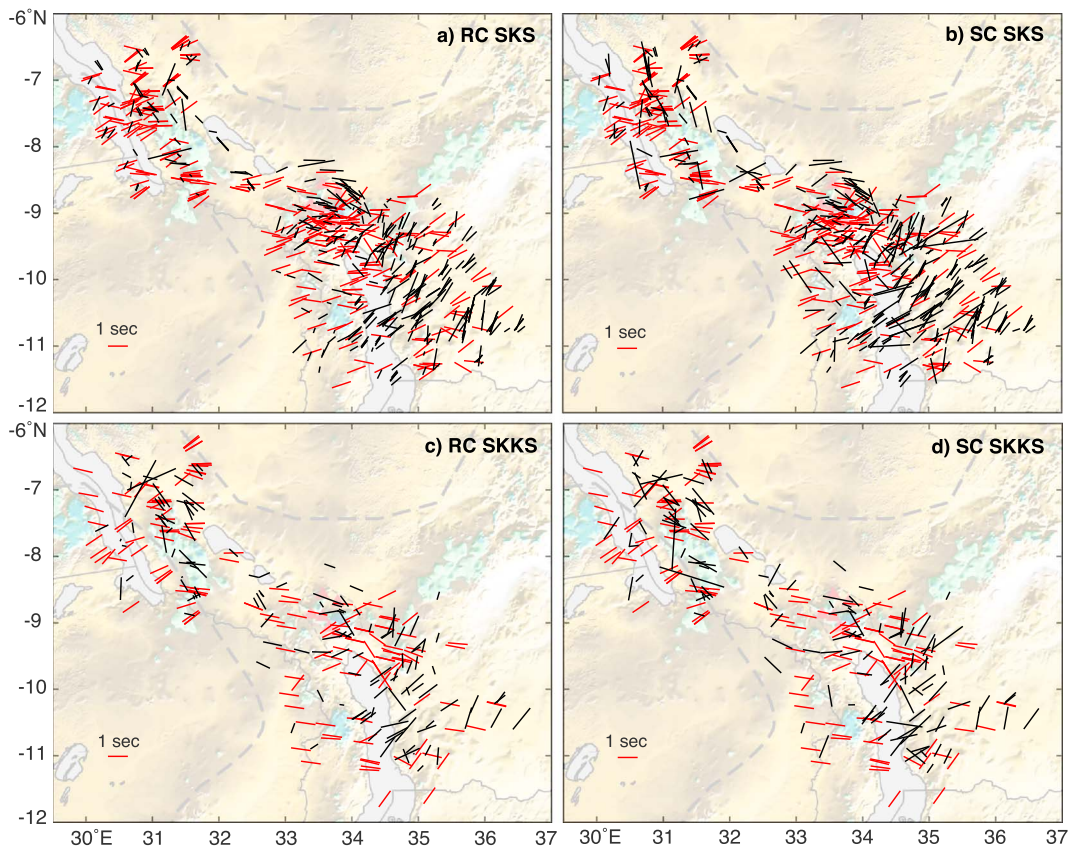 -6°N
a) RC SKS
b) SC SKS
-7
-8
-9
-10
1 sec
1 sec
-11
-12
-6°N
c) RC SKKS
d) SC SKKS
-7
-8
-9
-10
1 sec
1 sec
-11
-12
30°E 31 32 33 34 35 36 37 30°E 31 32 33 34 35 36 37